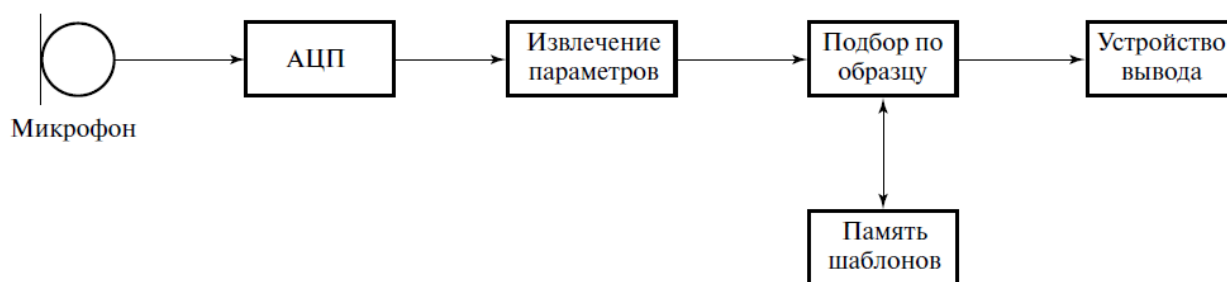 Микрофон
АЦП
Извлечение
параметров
Подбор по
образцу
Устройство
вывода
Память
шаблонов